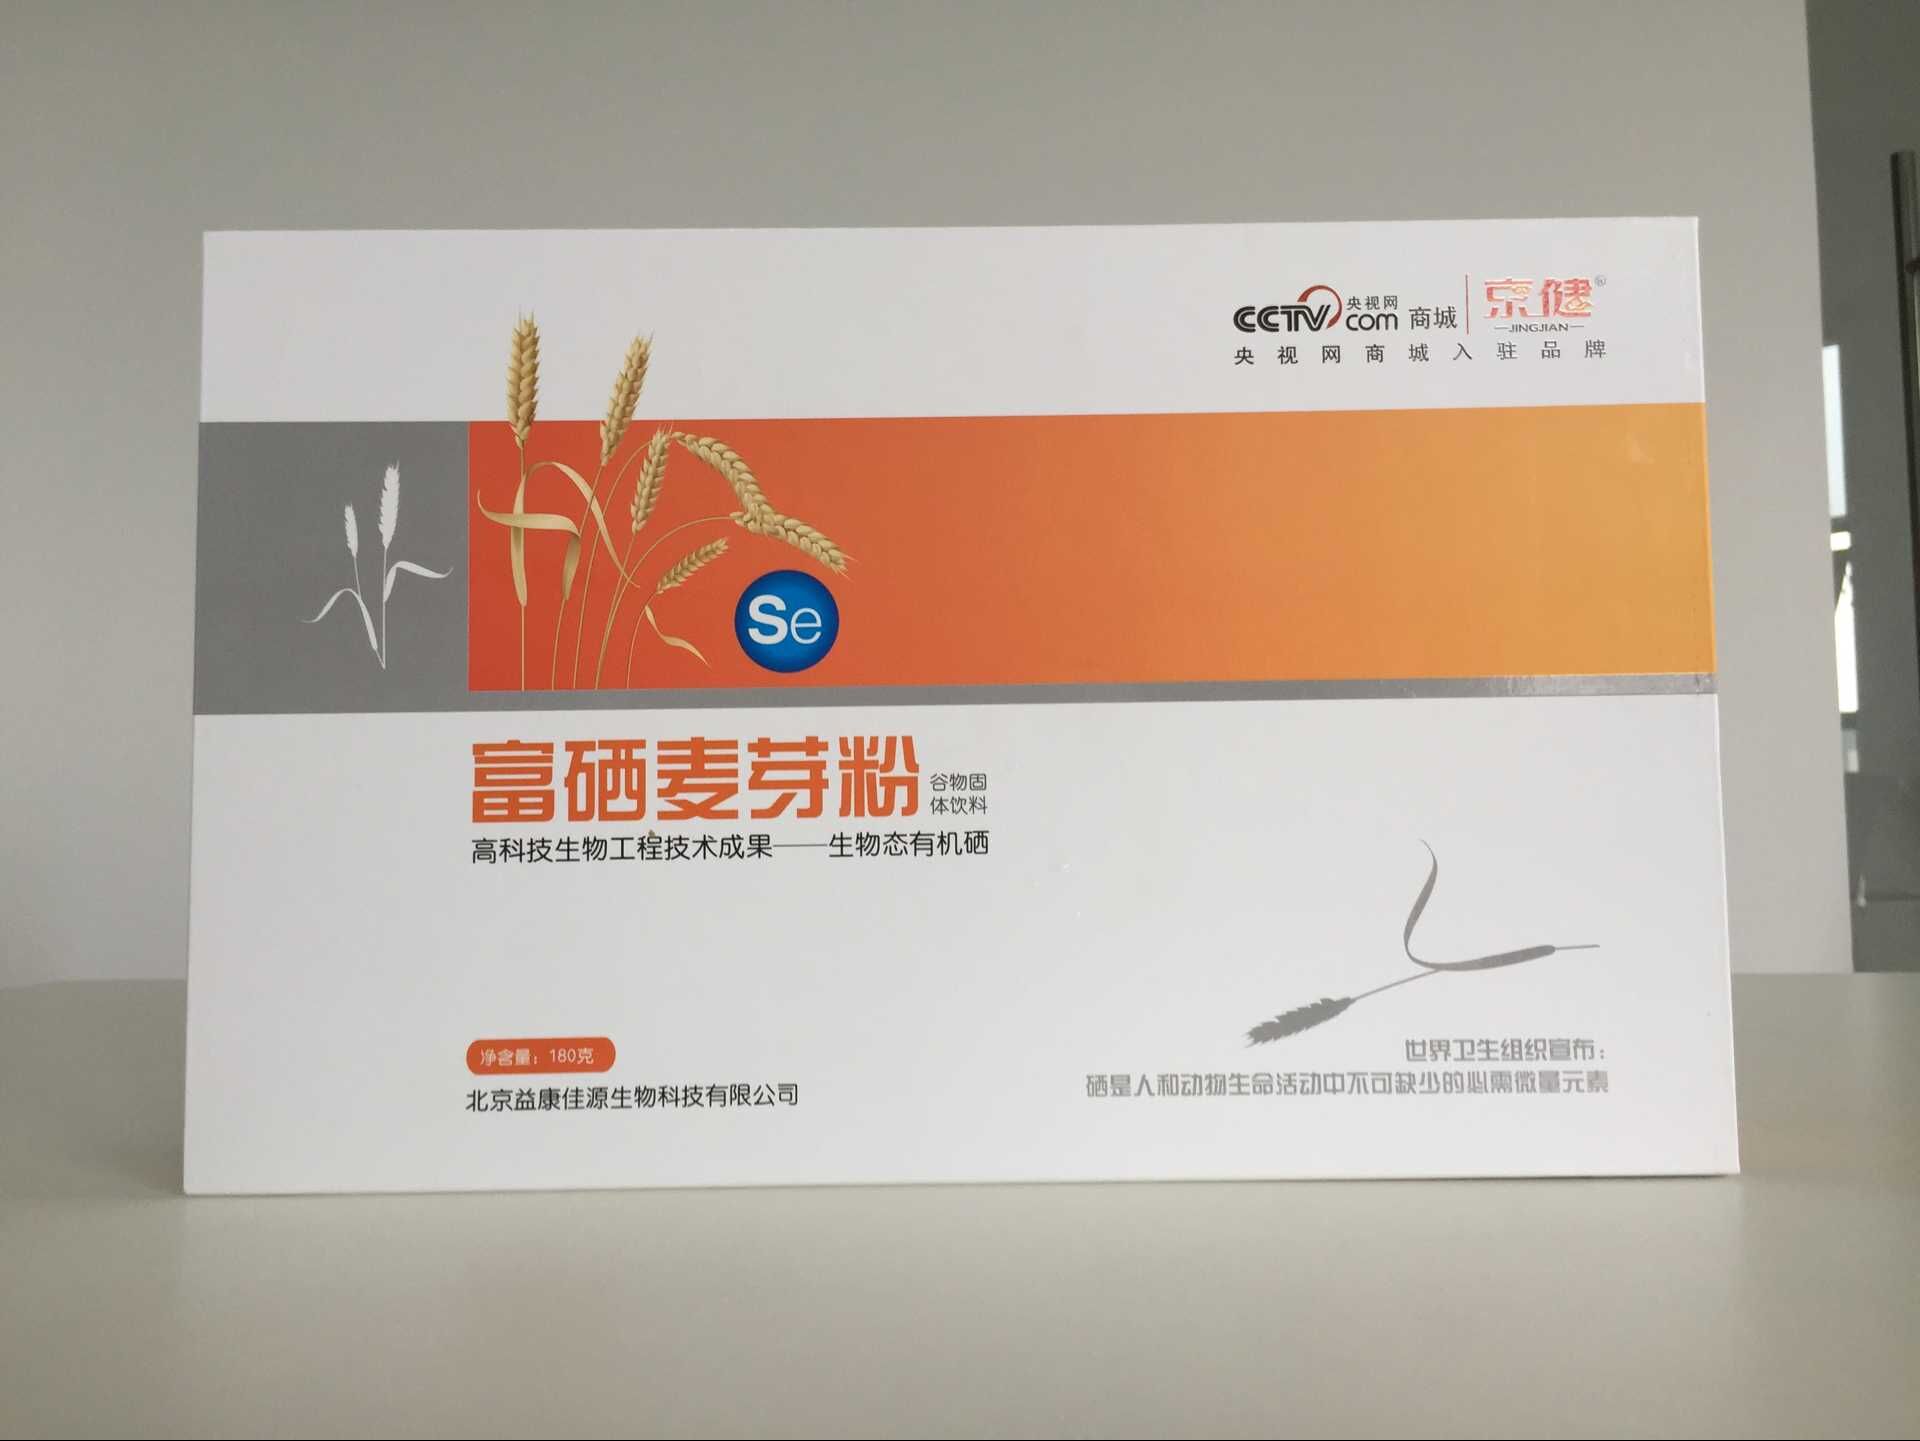 CCTV.com 央视网 商城 京健®
—JINGJIAN—
央视网商城入驻品牌
Se
富硒麦芽粉 谷物固
体饮料
高科技生物工程技术成果——生物态有机硒
净含量：180克
北京益康佳源生物科技有限公司
世界卫生组织宣布：
硒是人和动物生命活动中不可缺少的必需微量元素